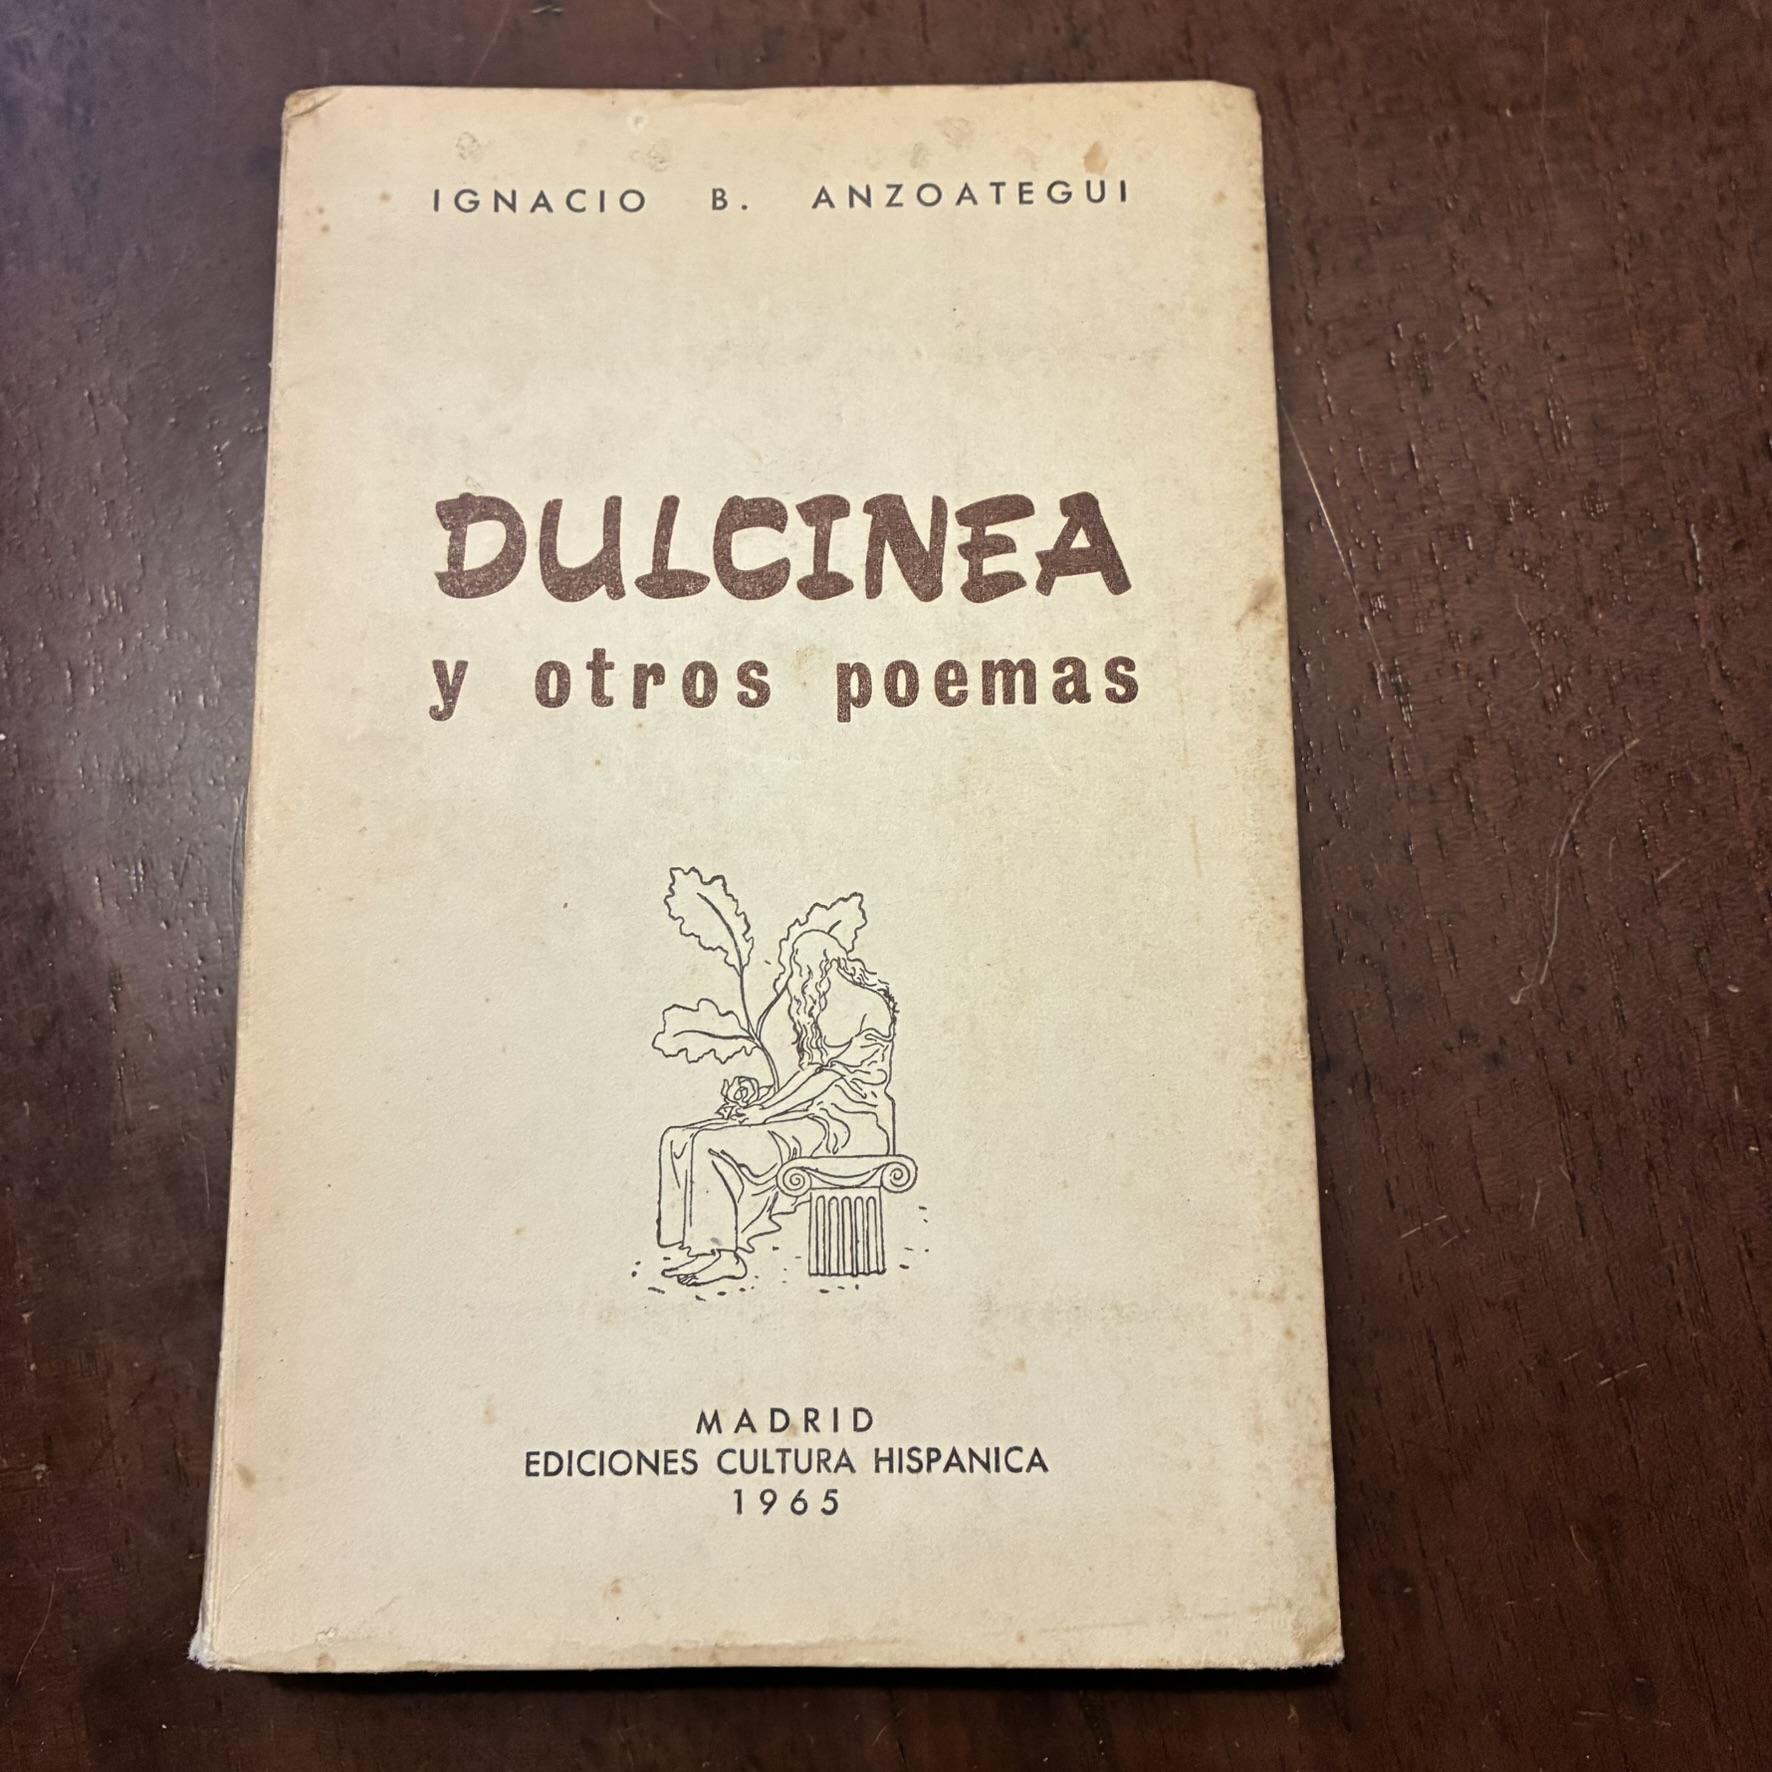 IGNACIO B. ANZOATEGUI
DULCINEA
y otros poemas
MADRID
EDICIONES CULTURA HISPANICA
1965